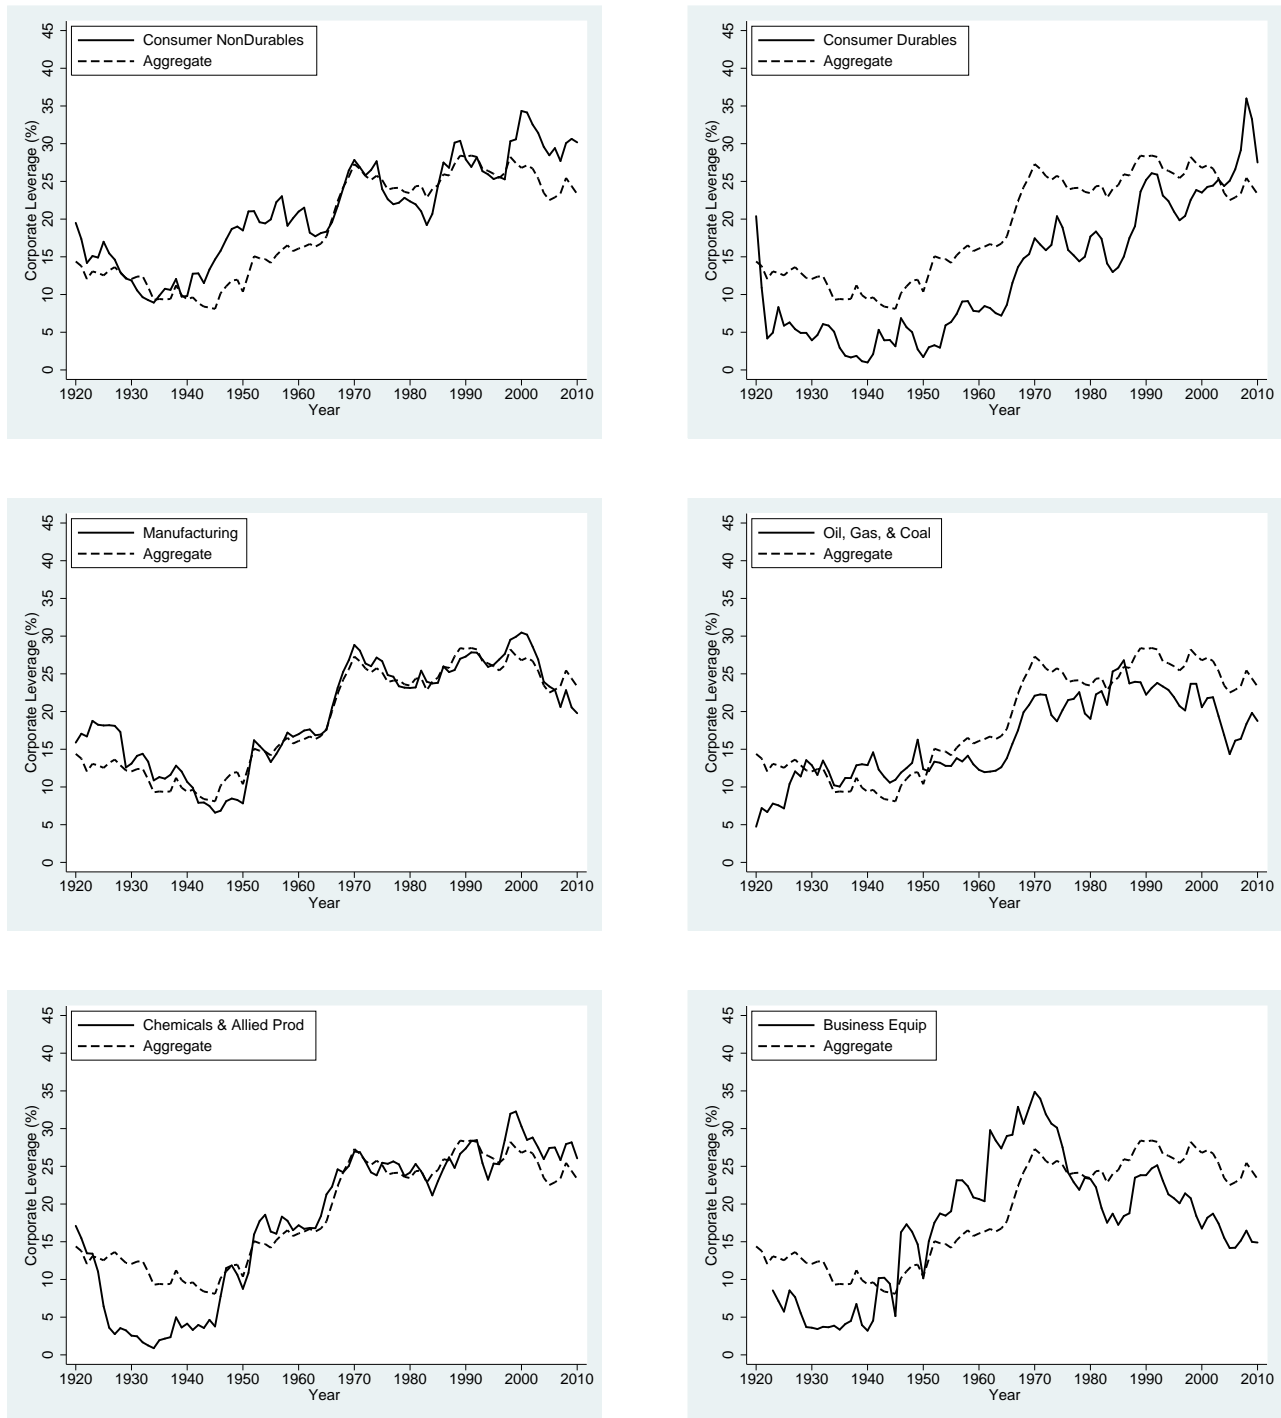 Consumer NonDurables
Aggregate
Corporate Leverage (%)
45
40
35
30
25
20
15
10
5
0
1920 1930 1940 1950 1960 1970 1980 1990 2000 2010
Year
Consumer Durables
Aggregate
Corporate Leverage (%)
45
40
35
30
25
20
15
10
5
0
1920 1930 1940 1950 1960 1970 1980 1990 2000 2010
Year
Manufacturing
Aggregate
Corporate Leverage (%)
45
40
35
30
25
20
15
10
5
0
1920 1930 1940 1950 1960 1970 1980 1990 2000 2010
Year
Oil, Gas, & Coal
Aggregate
Corporate Leverage (%)
45
40
35
30
25
20
15
10
5
0
1920 1930 1940 1950 1960 1970 1980 1990 2000 2010
Year
Chemicals & Allied Prod
Aggregate
Corporate Leverage (%)
45
40
35
30
25
20
15
10
5
0
1920 1930 1940 1950 1960 1970 1980 1990 2000 2010
Year
Business Equip
Aggregate
Corporate Leverage (%)
45
40
35
30
25
20
15
10
5
0
1920 1930 1940 1950 1960 1970 1980 1990 2000 2010
Year